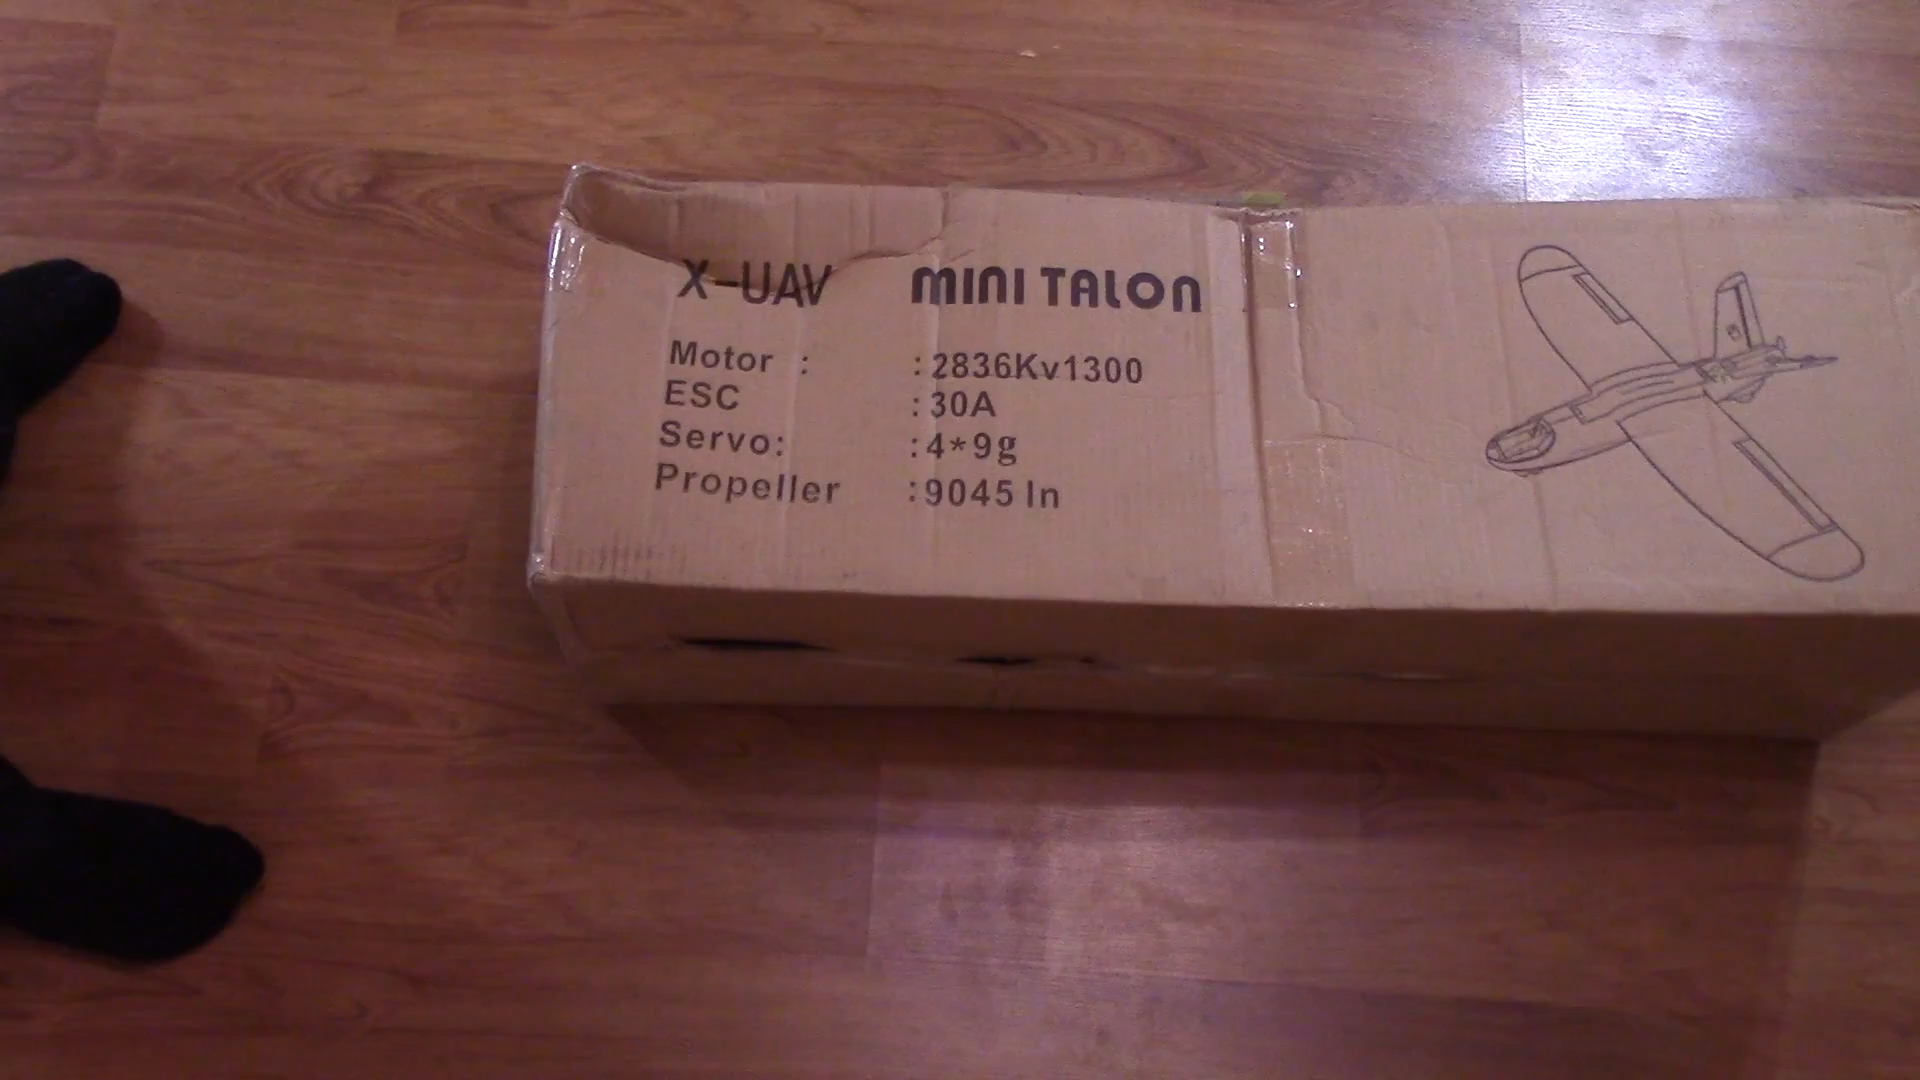 X-UAV MINI TALON
Motor : :2836Kv1300
ESC :30A
Servo: :4*9g
Propeller :9045 In